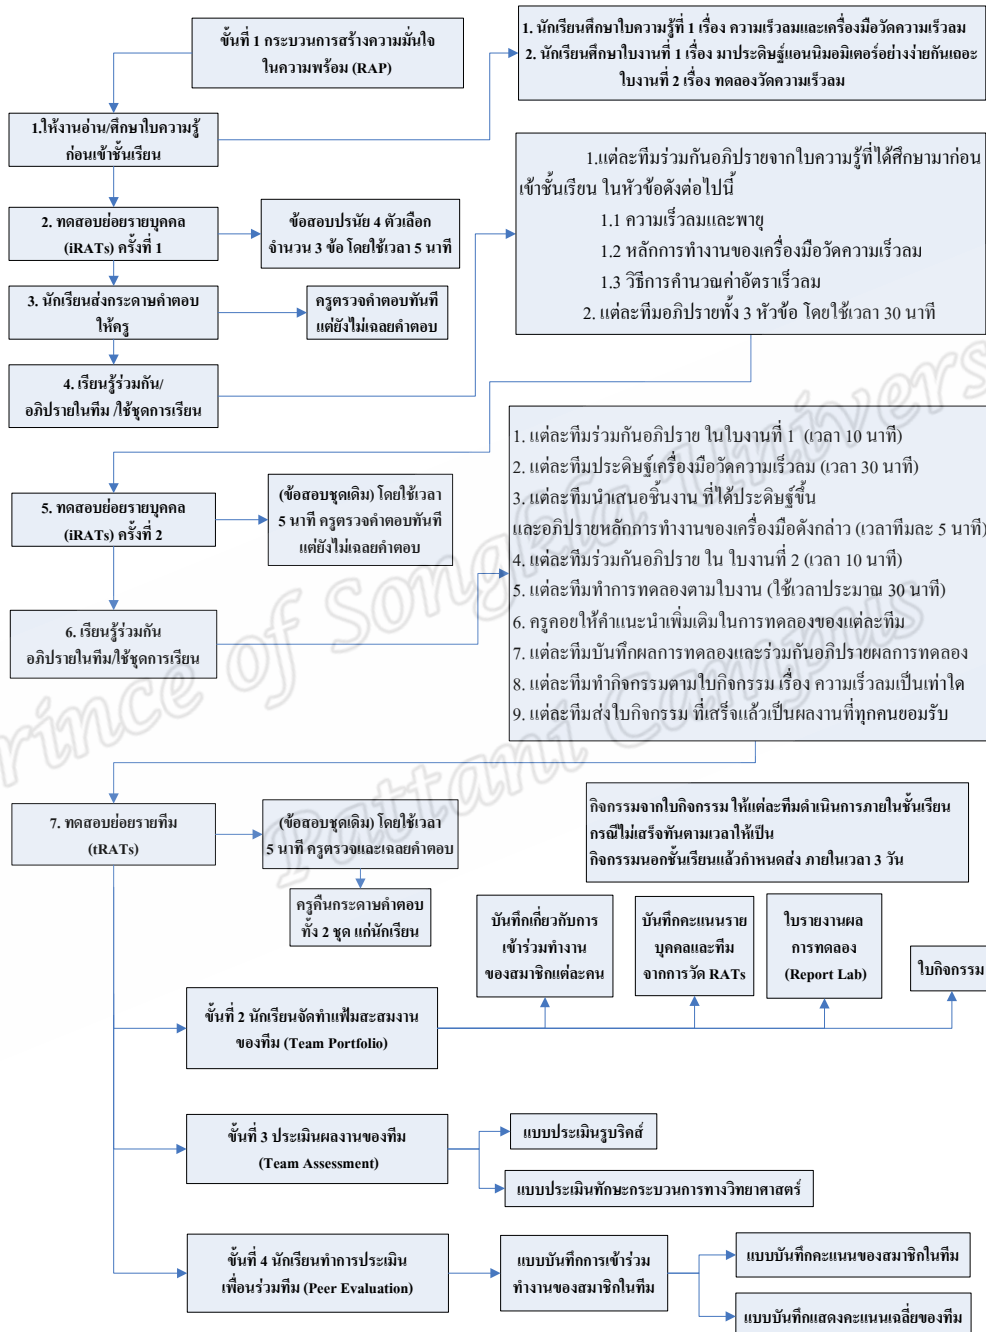 ขั้นที่ 1 กระบวนการสร้างความมั่นใจ
ในความพร้อม (RAP)
1. นักเรียนศึกษาใบความรู้ที่ 1 เรื่อง ความเร็วลมและเครื่องมือวัดความเร็วลม
2. นักเรียนศึกษาใบงานที่ 1 เรื่อง มาประดิษฐ์แอนนิมอมิเตอร์อย่างง่ายกันเถอะ
ใบงานที่ 2 เรื่อง ทดลองวัดความเร็วลม
1.ให้งานอ่าน/ศึกษาใบความรู้
ก่อนเข้าชั้นเรียน
1.แต่ละทีมร่วมกันอภิปรายจากใบความรู้ที่ได้ศึกษามาก่อน
เข้าชั้นเรียน ในหัวข้อดังต่อไปนี้
1.1 ความเร็วลมและพายุ
1.2 หลักการทำงานของเครื่องมือวัดความเร็วลม
1.3 วิธีการคำนวณค่าอัตราเร็วลม
2. แต่ละทีมอภิปรายทั้ง 3 หัวข้อ โดยใช้เวลา 30 นาที
2. ทดสอบย่อยรายบุคคล
(iRATs) ครั้งที่ 1
ข้อสอบปรนัย 4 ตัวเลือก
จำนวน 3 ข้อ โดยใช้เวลา 5 นาที
3. นักเรียนส่งกระดาษคำตอบ
ให้ครู
ครูตรวจคำตอบทันที
แต่ยังไม่เฉลยคำตอบ
4. เรียนรู้ร่วมกัน/
อภิปรายในทีม /ใช้ชุดการเรียน
1. แต่ละทีมร่วมกันอภิปราย ในใบงานที่ 1 (เวลา 10 นาที)
2. แต่ละทีมประดิษฐ์เครื่องมือวัดความเร็วลม (เวลา 30 นาที)
3. แต่ละทีมนำเสนอชิ้นงาน ที่ได้ประดิษฐ์ขึ้น
และอภิปรายหลักการทำงานของเครื่องมือดังกล่าว (เวลาทีมละ 5 นาที)
4. แต่ละทีมร่วมกันอภิปราย ใน ใบงานที่ 2 (เวลา 10 นาที)
5. แต่ละทีมทำการทดลองตามใบงาน (ใช้เวลาประมาณ 30 นาที)
6. ครูคอยให้คำแนะนำเพิ่มเติมในการทดลองของแต่ละทีม
7. แต่ละทีมบันทึกผลการทดลองและร่วมกันอภิปรายผลการทดลอง
8. แต่ละทีมทำกิจกรรมตามใบกิจกรรม เรื่อง ความเร็วลมเป็นเท่าใด
9. แต่ละทีมส่งใบกิจกรรม ที่เสร็จแล้วเป็นผลงานที่ทุกคนยอมรับ
5. ทดสอบย่อยรายบุคคล
(iRATs) ครั้งที่ 2
(ข้อสอบชุดเดิม) โดยใช้เวลา
5 นาที ครูตรวจคำตอบทันที
แต่ยังไม่เฉลยคำตอบ
6. เรียนรู้ร่วมกัน
อภิปรายในทีม/ใช้ชุดการเรียน
7. ทดสอบย่อยรายทีม
(tRATs)
(ข้อสอบชุดเดิม) โดยใช้เวลา
5 นาที ครูตรวจและเฉลยคำตอบ
กิจกรรมจากใบกิจกรรม ให้แต่ละทีมดำเนินการภายในชั้นเรียน
กรณีไม่เสร็จทันตามเวลาให้เป็น
กิจกรรมนอกชั้นเรียนแล้วกำหนดส่ง ภายในเวลา 3 วัน
ครูคืนกระดาษคำตอบ
ทั้ง 2 ชุด แก่นักเรียน
บันทึกเกี่ยวกับการ
เข้าร่วมทำงาน
ของสมาชิกแต่ละคน
บันทึกคะแนนราย
บุคคลและทีม
จากการวัด RATs
ใบรายงานผล
การทดลอง
(Report Lab)
ใบกิจกรรม
ขั้นที่ 2 นักเรียนจัดทำแฟ้มสะสมงาน
ของทีม (Team Portfolio)
ขั้นที่ 3 ประเมินผลงานของทีม
(Team Assessment)
แบบประเมินรูบริคส์
แบบประเมินทักษะกระบวนการทางวิทยาศาสตร์
ขั้นที่ 4 นักเรียนทำการประเมิน
เพื่อนร่วมทีม (Peer Evaluation)
แบบบันทึกการเข้าร่วม
ทำงานของสมาชิกในทีม
แบบบันทึกคะแนนของสมาชิกในทีม
แบบบันทึกแสดงคะแนนเฉลี่ยของทีม
Prince of Songkla Univers
Pattani Campus